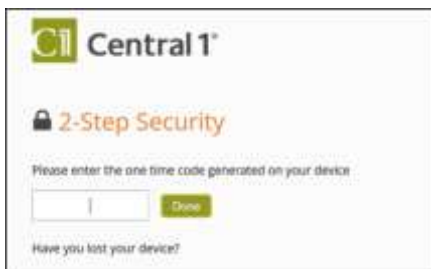 C1 Central 1
2-Step Security
Please enter the one time code generated on your device
Done
Have you lost your device?